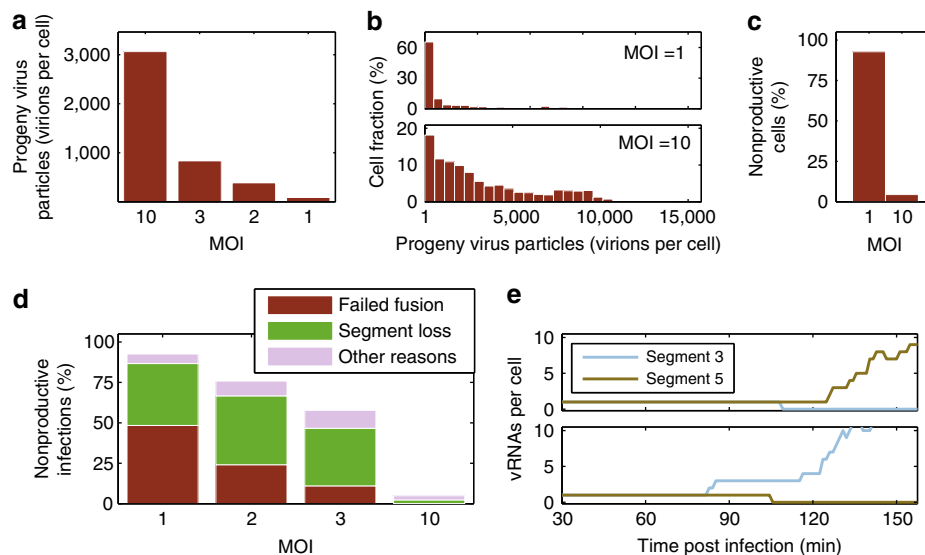 a
Progeny virus
particles (virions per cell)
3,000
2,000
1,000
10 3 2 1
MOI
b
Cell fraction (%)
60
30
0
MOI =1
20
10
0
MOI =10
1 5,000 10,000 15,000
Progeny virus particles (virions per cell)
c
Nonproductive
cells (%)
100
75
50
25
0
1 10
MOI
d
Failed fusion
Segment loss
Other reasons
Nonproductive
infections (%)
100
75
50
25
0
1 2 3 10
MOI
e
vRNAs per cell
10
5
0
Segment 3
Segment 5
10
5
0
30 60 90 120 150
Time post infection (min)